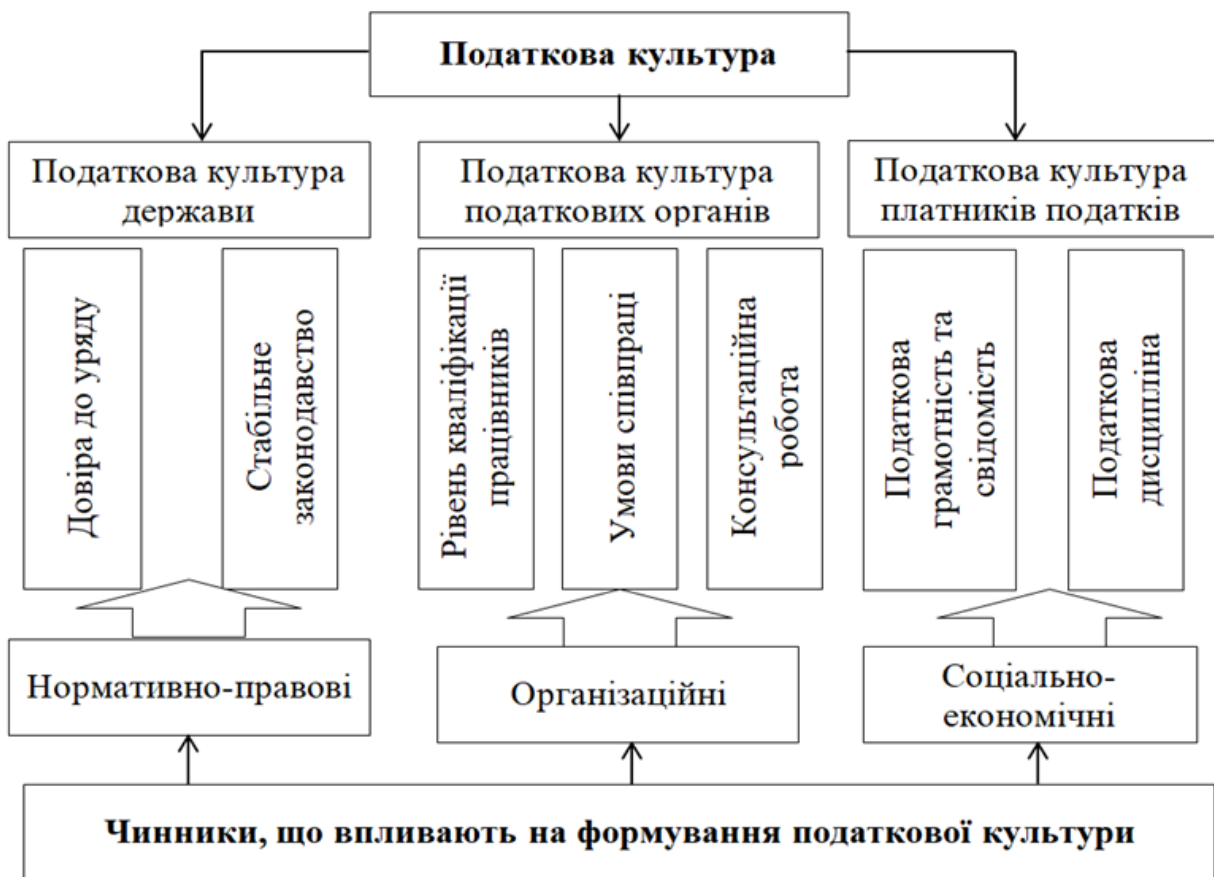 Податкова культура
Податкова культура
держави
Податкова культура
податкових органів
Податкова культура
платників податків
Довіра до уряду
Стабільне
законодавство
Рівень кваліфікації
працівників
Умови співпраці
Консультаційна
робота
Податкова
грамотність та
свідомість
Податкова
дисципліна
Нормативно-правові
Організаційні
Соціально-
економічні
Чинники, що впливають на формування податкової культури